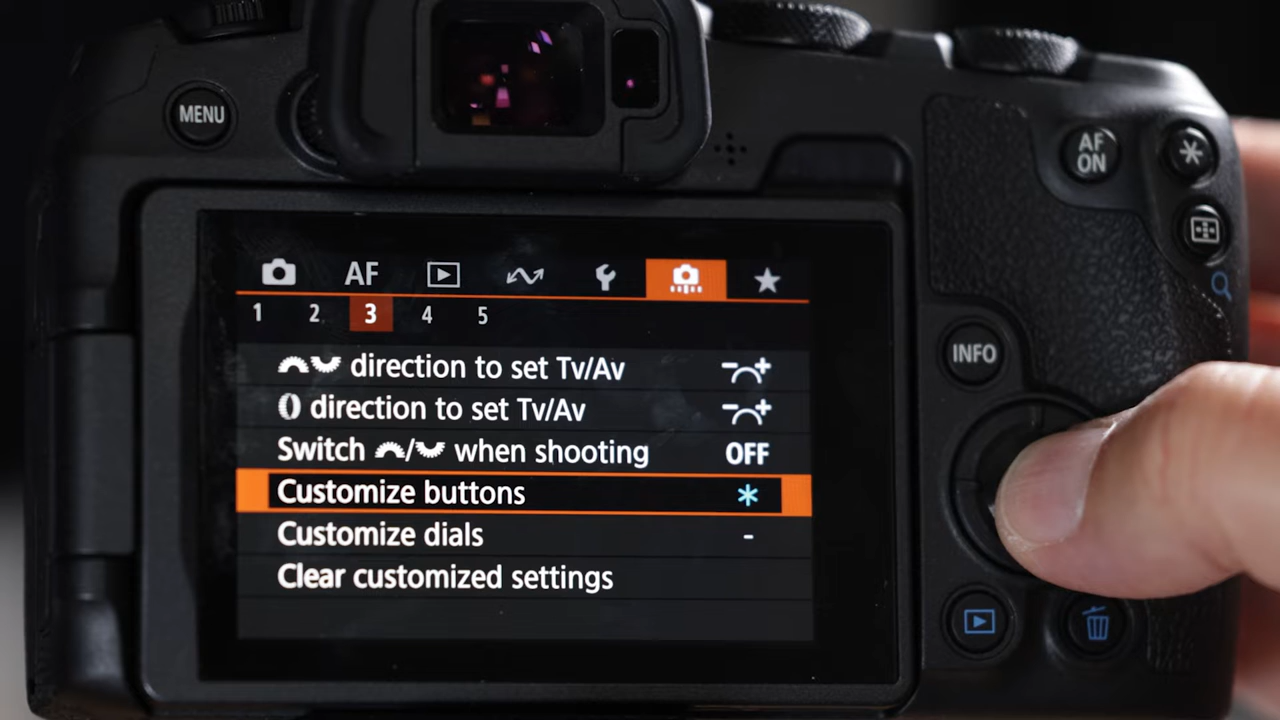 MENU
AF
ON
AF
1 2 3 4 5
direction to set Tv/Av
direction to set Tv/Av
Switch / when shooting OFF
Customize buttons *
Customize dials -
Clear customized settings
INFO